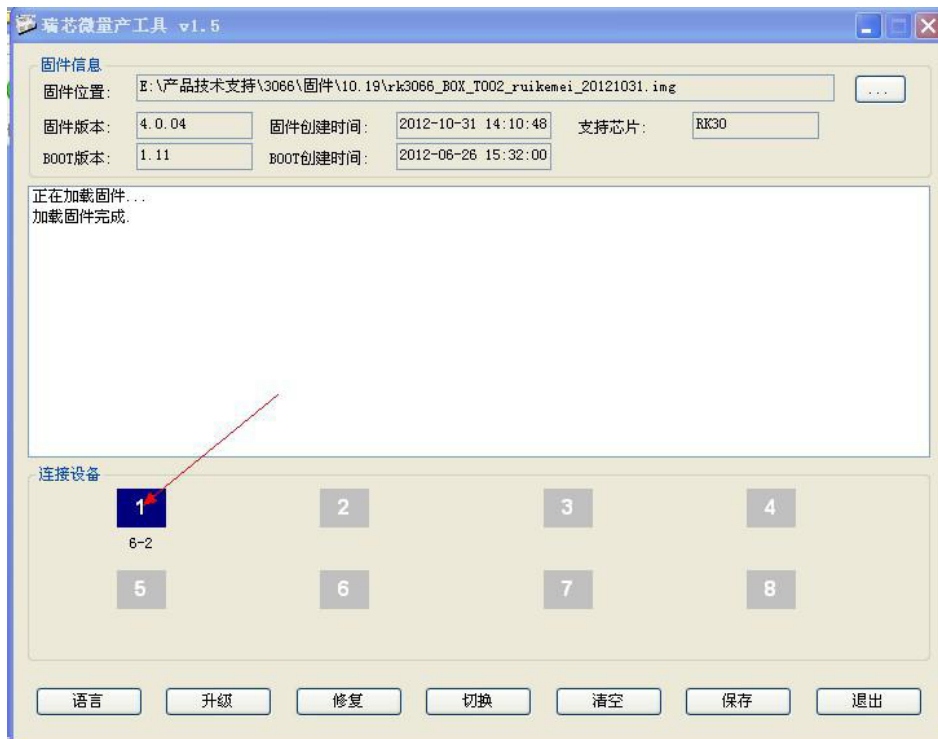 瑞芯微量产工具 v1.5
固件信息
固件位置: E:\产品技术支持\3066\固件\10.19\rk3066_BOX_T002_ruikemei_20121031.img ...
固件版本: 4.0.04 固件创建时间: 2012-10-31 14:10:48 支持芯片: RK30
BOOT版本: 1.11 BOOT创建时间: 2012-06-26 15:32:00
正在加载固件...
加载固件完成.
连接设备
1 2 3 4
6-2
5 6 7 8
语言 升级 修复 切换 清空 保存 退出